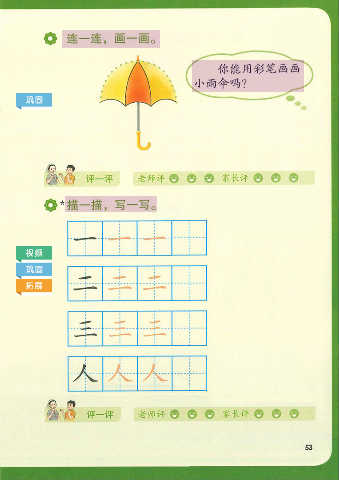 连一连，画一画。
你能用彩笔画画
小雨伞吗？
巩固
评一评 老师评 家长评
*描一描，写一写。
一 一 一
视频
巩固
拓展
二 二 二
三 三 三
人 人 人
评一评 老师评 家长评
53